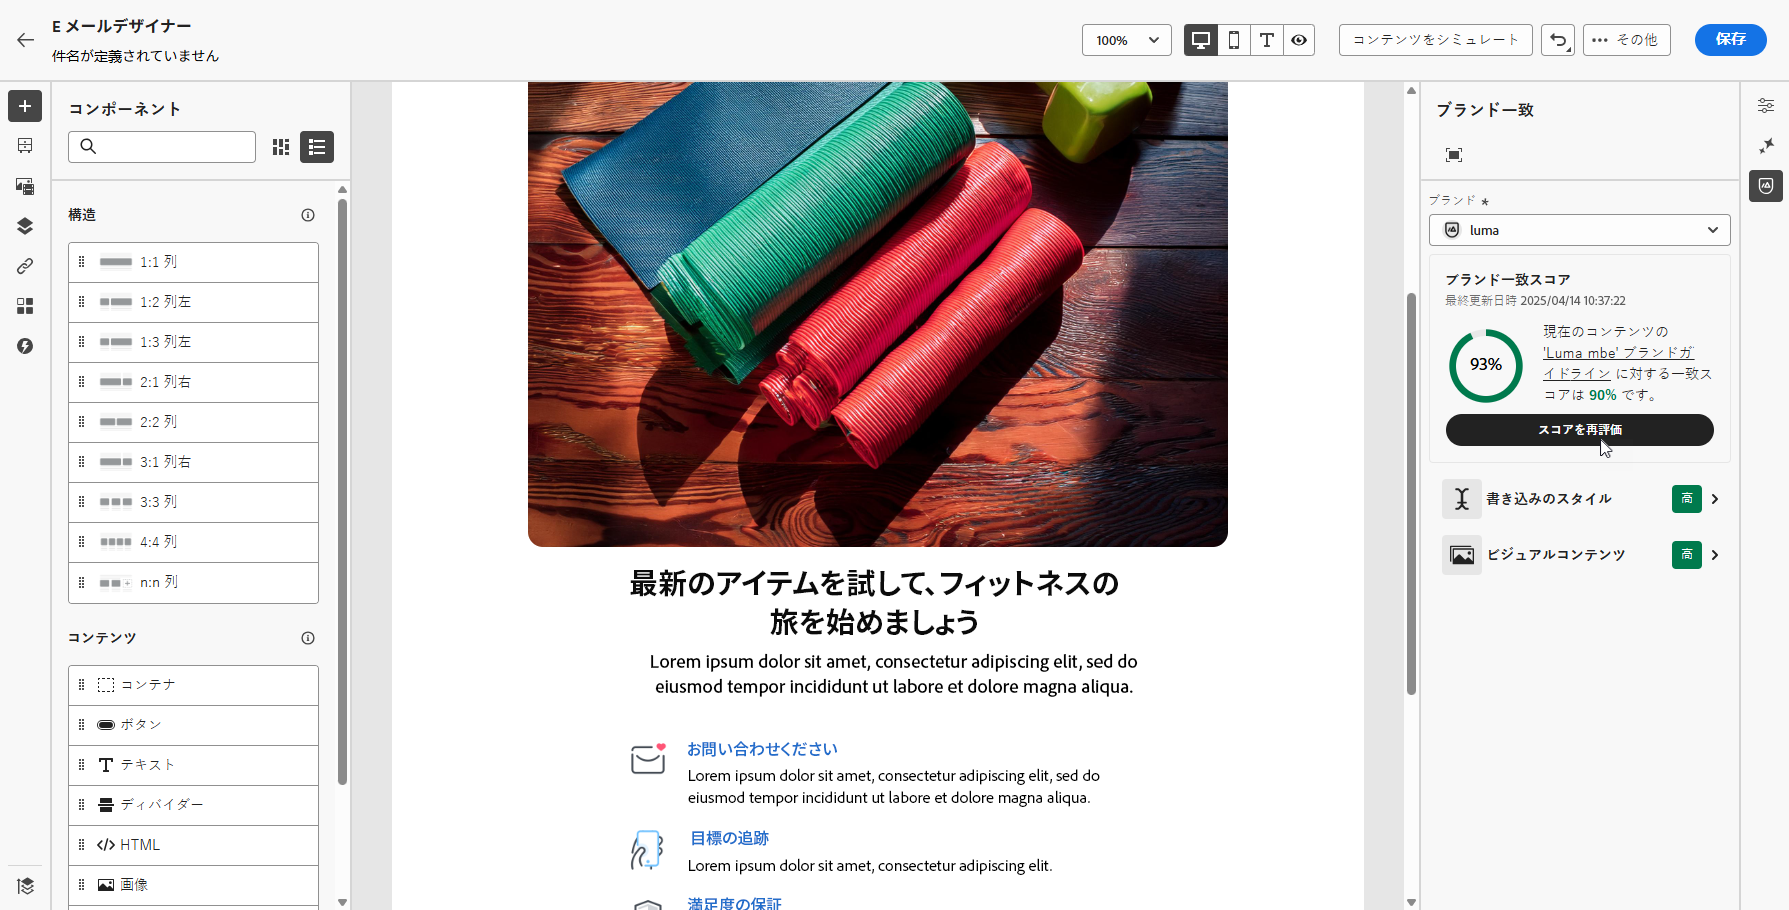 E メールデザイナー
件名が定義されていません
100%
コンテンツをシミュレート
その他
保存
コンポーネント
構造
1:1 列
1:2 列左
1:3 列左
2:1 列右
2:2 列
3:1 列右
3:3 列
4:4 列
n:n 列
コンテンツ
コンテナ
ボタン
テキスト
ディバイダー
HTML
画像
最新のアイテムを試して、フィットネスの
旅を始めましょう
Lorem ipsum dolor sit amet, consectetur adipiscing elit, sed do
eiusmod tempor incididunt ut labore et dolore magna aliqua.
お問い合わせください
Lorem ipsum dolor sit amet, consectetur adipiscing elit, sed do
eiusmod tempor incididunt ut labore et dolore magna aliqua.
目標の追跡
Lorem ipsum dolor sit amet, consectetur adipiscing elit.
満足度の保証
ブランド一致
ブランド *
luma
ブランド一致スコア
最終更新日時 2025/04/14 10:37:22
93%
現在のコンテンツの
'Luma mbe' ブランドガ
イドライン に対する一致ス
コアは 90% です。
スコアを再評価
書き込みのスタイル
高
ビジュアルコンテンツ
高